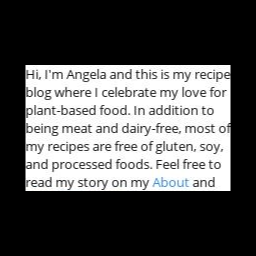 Hi, I'm Angela and this is my recipe
blog where I celebrate my love for
plant-based food. In addition to
being meat and dairy-free, most of
my recipes are free of gluten, soy,
and processed foods. Feel free to
read my story on my About and